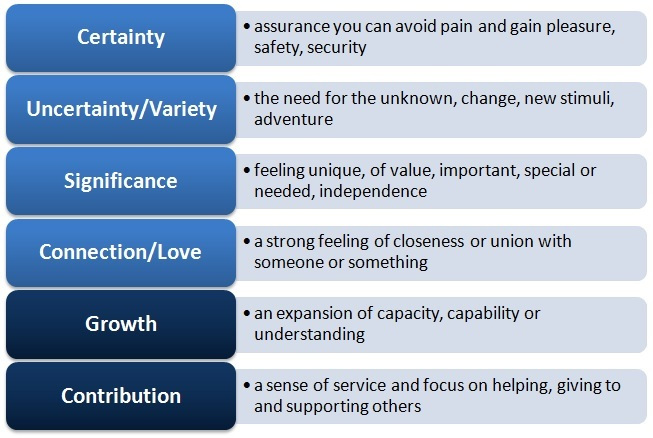 Certainty
• assurance you can avoid pain and gain pleasure,
safety, security
Uncertainty/Variety
• the need for the unknown, change, new stimuli,
adventure
Significance
• feeling unique, of value, important, special or
needed, independence
Connection/Love
• a strong feeling of closeness or union with
someone or something
Growth
• an expansion of capacity, capability or
understanding
Contribution
• a sense of service and focus on helping, giving to
and supporting others